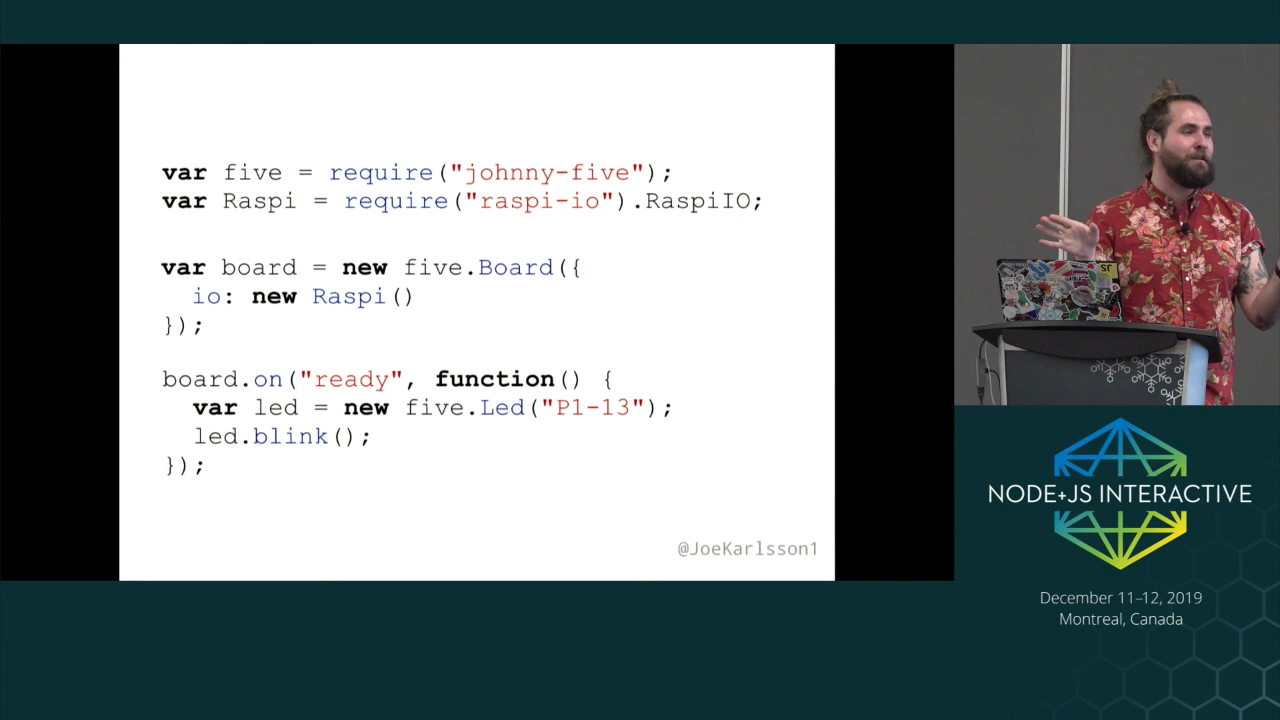 var five = require("johnny-five");
var Raspi = require("raspi-io").RaspiIO;
var board = new five.Board({
  io: new Raspi()
});
board.on("ready", function() {
  var led = new five.Led("P1-13");
  led.blink();
});
@JoeKarlsson1
JS
NODE+JS INTERACTIVE
December 11–12, 2019
Montreal, Canada